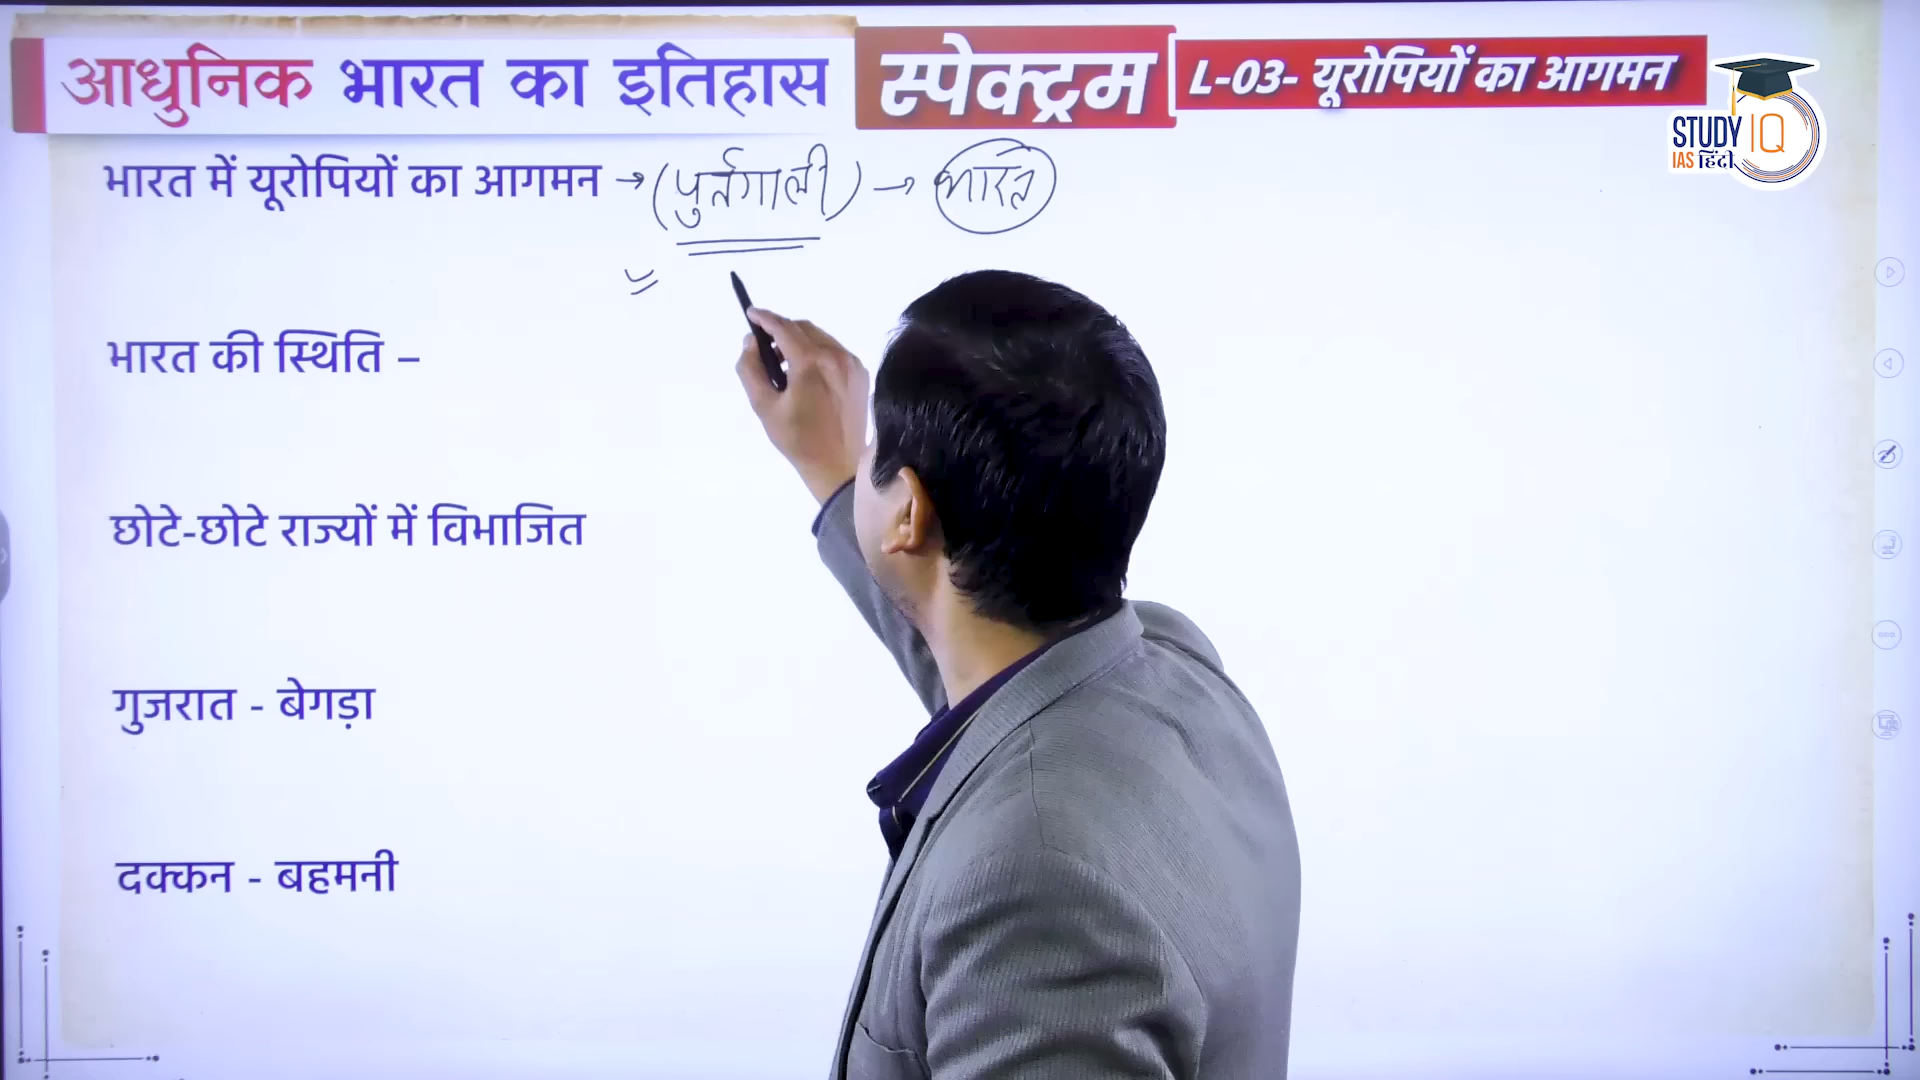 आधुनिक भारत का इतिहास स्पेक्ट्रम L-03- यूरोपियों का आगमन
STUDY IQ
IAS हिंदी
भारत में यूरोपियों का आगमन → (पुर्तगाली) → भारत
भारत की स्थिति –
छोटे-छोटे राज्यों में विभाजित
गुजरात - बेगड़ा
दक्कन - बहमनी